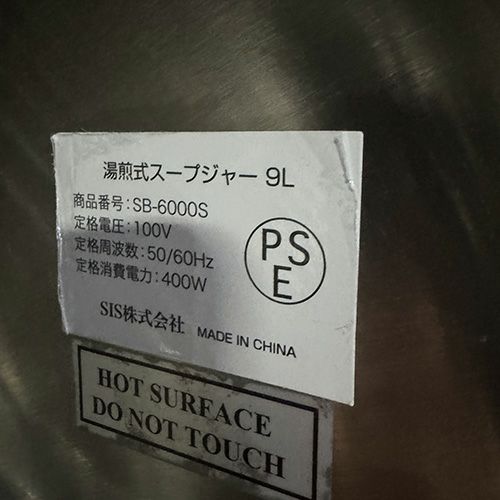 湯煎式スープジャー 9L
商品番号:SB-6000S
定格電圧:100V
定格周波数:50/60Hz
定格消費電力:400W
PS
E
SIS株式会社 MADE IN CHINA
HOT SURFACE
DO NOT TOUCH